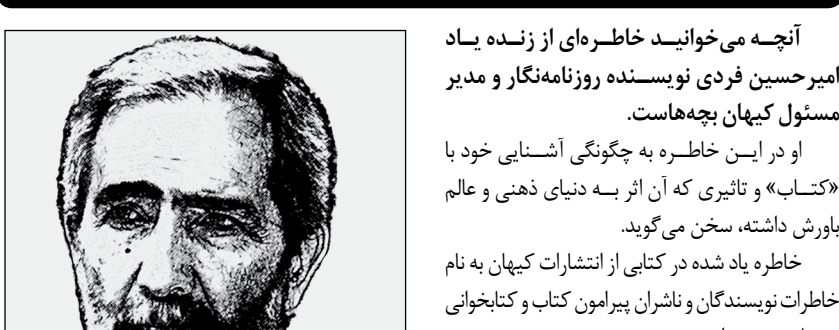 آنچه می‌خوانید خاطره‌ای از زنده یاد
امیرحسین فردی نویسنده روزنامه‌نگار و مدیر
مسئول کیهان بچه‌هاست.
او در این خاطره به چگونگی آشنایی خود با
«کتاب» و تاثیری که آن اثر به دنیای ذهنی و عالم
باورش داشته، سخن می‌گوید.
خاطره یاد شده در کتابی از انتشارات کیهان به نام
خاطرات نویسندگان و ناشران پیرامون کتاب و کتابخوانی